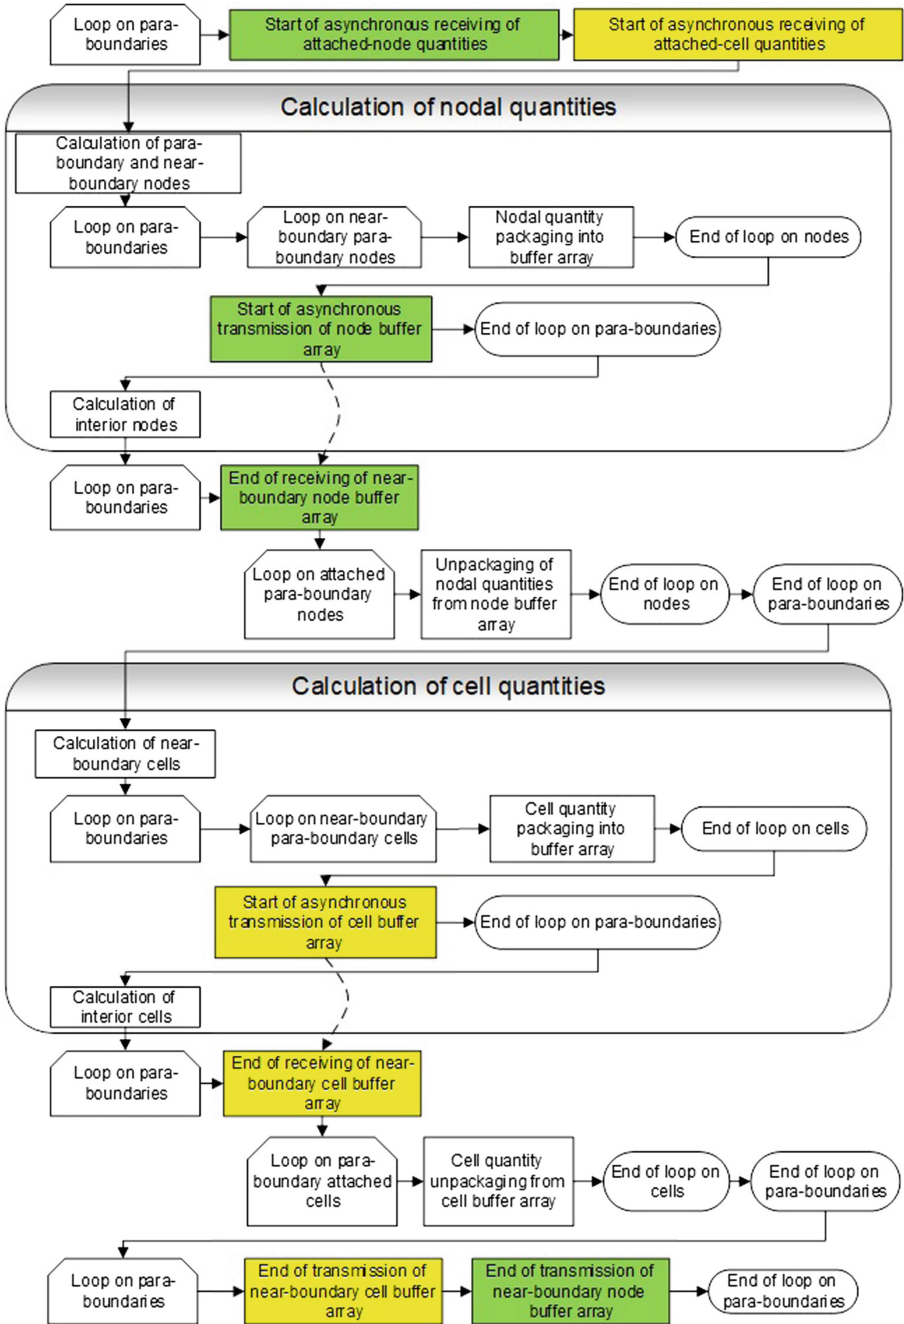 Loop on para-
boundaries
Start of asynchronous receiving of
attached-node quantities
Start of asynchronous receiving of
attached-cell quantities
Calculation of nodal quantities
Calculation of para-
boundary and near-
boundary nodes
Loop on para-
boundaries
Loop on near-
boundary para-
boundary nodes
Nodal quantity
packaging into
buffer array
End of loop on nodes
Start of asynchronous
transmission of node buffer
array
End of loop on para-boundaries
Calculation of
interior nodes
Loop on para-
boundaries
End of receiving of near-
boundary node buffer
array
Loop on attached
para-boundary
nodes
Unpackaging of
nodal quantities
from node buffer
array
End of loop on
nodes
End of loop on
para-boundaries
Calculation of cell quantities
Calculation of near-
boundary cells
Loop on para-
boundaries
Loop on near-boundary
para-boundary cells
Cell quantity
packaging into
buffer array
End of loop on cells
Start of asynchronous
transmission of cell buffer
array
End of loop on para-boundaries
Calculation of
interior cells
Loop on para-
boundaries
End of receiving of near-
boundary cell buffer
array
Loop on para-
boundary attached
cells
Cell quantity
unpackaging from
cell buffer array
End of loop on
cells
End of loop on
para-boundaries
Loop on para-
boundaries
End of transmission of
near-boundary cell buffer
array
End of transmission of
near-boundary node
buffer array
End of loop on
para-boundaries